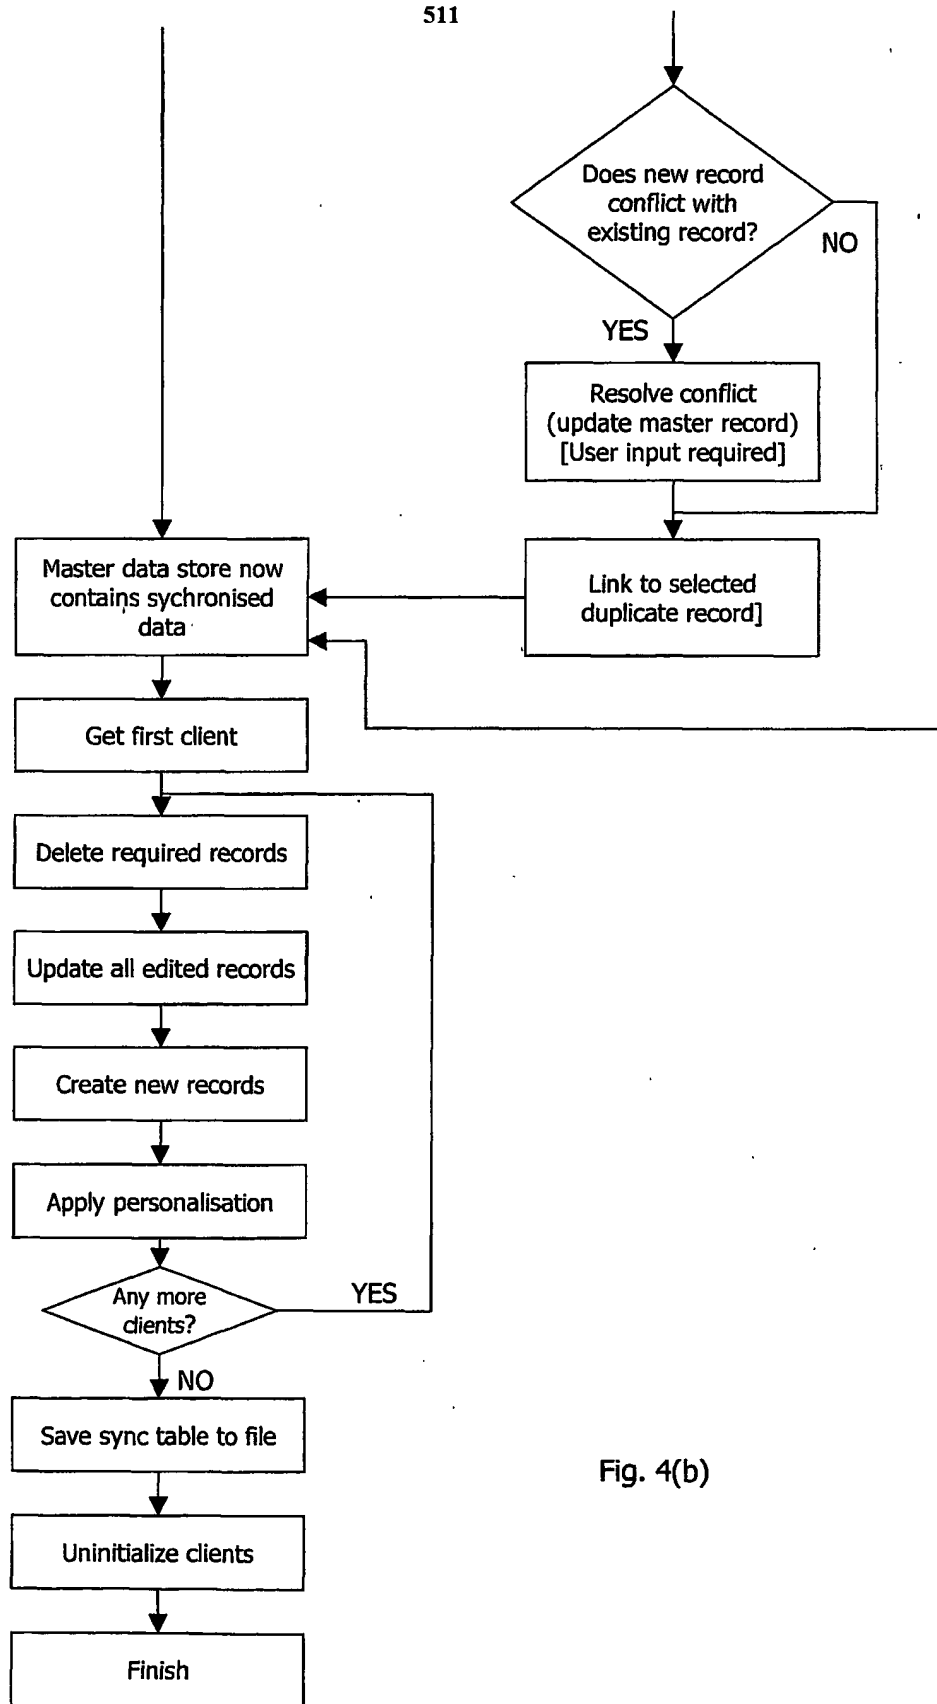 511
Does new record
conflict with
existing record?
NO
YES
Resolve conflict
(update master record)
[User input required]
Master data store now
contains sychronised
data
Link to selected
duplicate record]
Get first client
Delete required records
Update all edited records
Create new records
Apply personalisation
Any more
clients?
YES
NO
Save sync table to file
Fig. 4(b)
Uninitialize clients
Finish